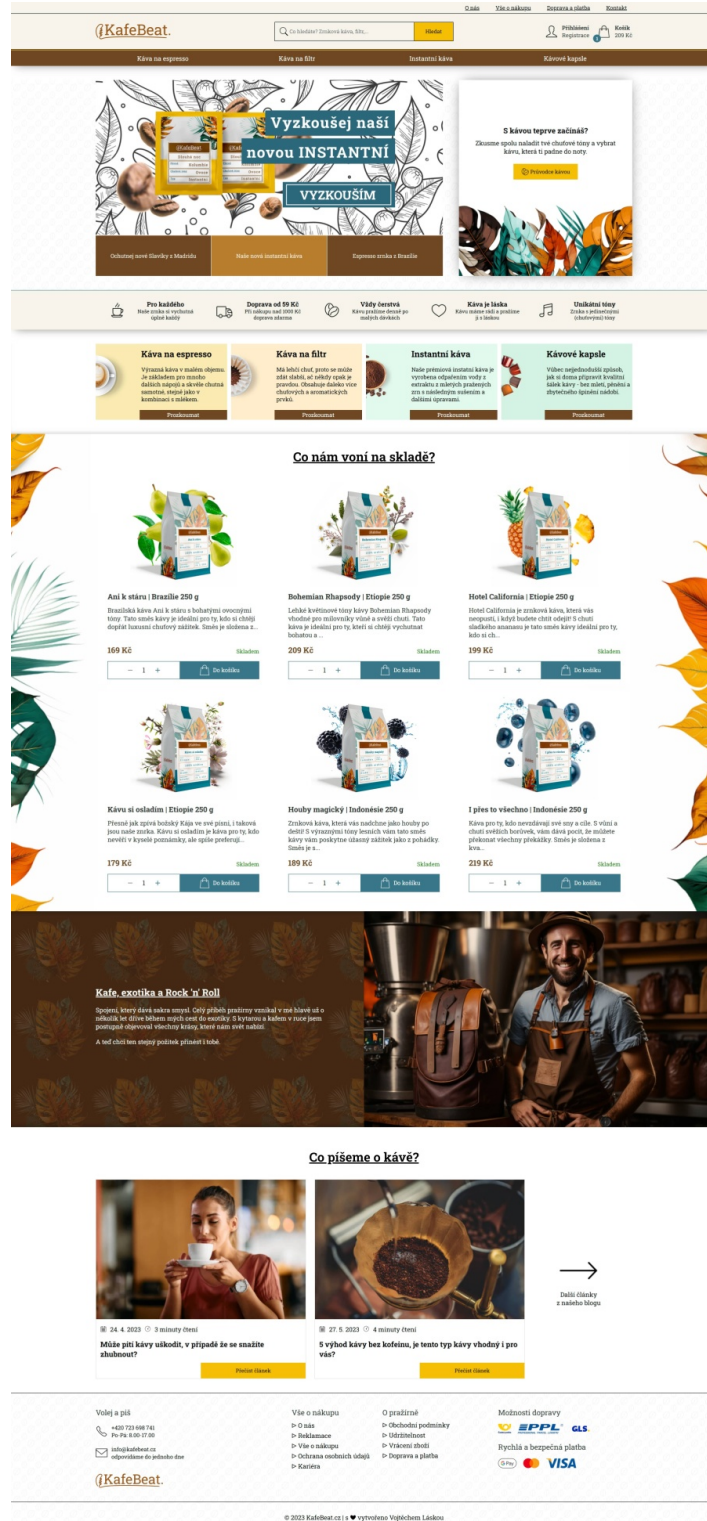 O nás Vše o nákupu Doprava a platba Kontakt
KafeBeat.
Co hledáte? Zrnková káva, filtr,...
Hledat
Přihlášení
Registrace
1
Košík
209 Kč
Káva na espresso Káva na filtr Instantní káva Kávové kapsle
Vyzkoušej naší
novou INSTANTNÍ
VYZKOUŠÍM
KafeBeat
Ochutnej nové Slavíky z Madridu
Naše nová instantní káva
Espresso zrnka z Brazílie
S kávou teprve začínáš?
Zkusme spolu naladit tvé chuťové tóny a vybrat
kávu, která ti padne do noty.
Průvodce kávou
Pro každého
Naše zrnka si vychutná
úplně každý
Doprava od 59 Kč
Při nákupu nad 1000 Kč
doprava zdarma
Vždy čerstvá
Kávu pražíme denně po
malých dávkách
Káva je láska
Kávu máme rádi a pražíme
ji s láskou
Unikátní tóny
Zrnka s jedinečnými
(chuťovými) tóny
Káva na espresso
Výrazná káva v malém objemu.
Je základem pro mnoho
dalších nápojů a skvěle chutná
samotné, stejně jako v
kombinaci s mlékem.
Prozkoumat
Káva na filtr
Má lehčí chuť, proto se může
zdát slabší, ač někdy opak je
pravdou. Obsahuje daleko více
chuťových a aromatických
prvků.
Prozkoumat
Instantní káva
Naše prémiová instatní káva je
vyrobena odpařením vody z
extraktu z mletých pražených
zrn s následným sušením a
dalšími úpravami.
Prozkoumat
Kávové kapsle
Vůbec nejjednodušší způsob,
jak si doma připravit kvalitní
šálek kávy - bez mletí, pěnění a
zbytečného špinění nádobí.
Prozkoumat
Co nám voní na skladě?
Ani k stáru | Brazílie 250 g
Brazilská káva Ani k stáru s bohatými ovocnými
tóny. Tato směs kávy je ideální pro ty, kdo si chtějí
dopřát luxusní chuťový zážitek. Směs je složena z...
169 Kč
Skladem
− 1 +
Do košíku
Bohemian Rhapsody | Etiopie 250 g
Lehké květinové tóny kávy Bohemian Rhapsody
vhodné pro milovníky vůně a svěží chuti. Tato
káva je ideální pro ty, kteří si chtějí vychutnat
bohatou a ...
209 Kč
Skladem
− 1 +
Do košíku
Hotel California | Etiopie 250 g
Hotel California je zrnková káva, která vás
neopustí, i když budete chtít odejít! S chutí
sladkého ananasu je tato směs kávy ideální pro ty,
kdo si ch...
199 Kč
Skladem
− 1 +
Do košíku
Kávu si osladím | Etiopie 250 g
Přesně jak zpívá božský Kája ve své písni, i taková
jsou naše zrnka. Kávu si osladím je káva pro ty, kdo
nevěří v kyselé poznámky, ale spíše preferují...
179 Kč
Skladem
− 1 +
Do košíku
Houby magický | Indonésie 250 g
Zrnková káva, která vás nadchne jako houby po
dešti! S výraznými tóny lesních vám tato směs
kávy vám poskytne úžasný zážitek jako z pohádky.
Směs je s...
189 Kč
Skladem
− 1 +
Do košíku
I přes to všechno | Indonésie 250 g
Káva pro ty, kdo nevzdávají své sny a cíle. S vůní a
chutí svěžích borůvek, vám dává pocit, že můžete
překonat všechny překážky. Směs je složena z
kva...
219 Kč
Skladem
− 1 +
Do košíku
Kafe, exotika a Rock 'n' Roll
Spojení, který dává sakra smysl. Celý příběh pražírny vznikal v mé hlavě už o
několik let dříve během mých cest do exotiky. S kytarou a kafem v ruce jsem
postupně objevoval všechny krásy, které nám svět nabízí.
A teď chci ten stejný požitek přinést i tobě.
Co píšeme o kávě?
24. 4. 2023 3 minuty čtení
Může pití kávy uškodit, v případě že se snažíte
zhubnout?
Přečíst článek
27. 5. 2023 4 minuty čtení
5 výhod kávy bez kofeinu, je tento typ kávy vhodný i pro
vás?
Přečíst článek
Další články
z našeho blogu
Volej a piš
+420 723 698 741
Po-Pá: 8.00-17.00
info@kafebeat.cz
odpovídáme do jednoho dne
KafeBeat.
Vše o nákupu
O nás
Reklamace
Vše o nákupu
Ochrana osobních údajů
Kariéra
O pražírně
Obchodní podmínky
Udržitelnost
Vrácení zboží
Doprava a platba
Možnosti dopravy
PPL GLS
Rychlá a bezpečná platba
G Pay VISA
© 2023 KafeBeat.cz | s ♥ vytvořeno Vojtěchem Láskou